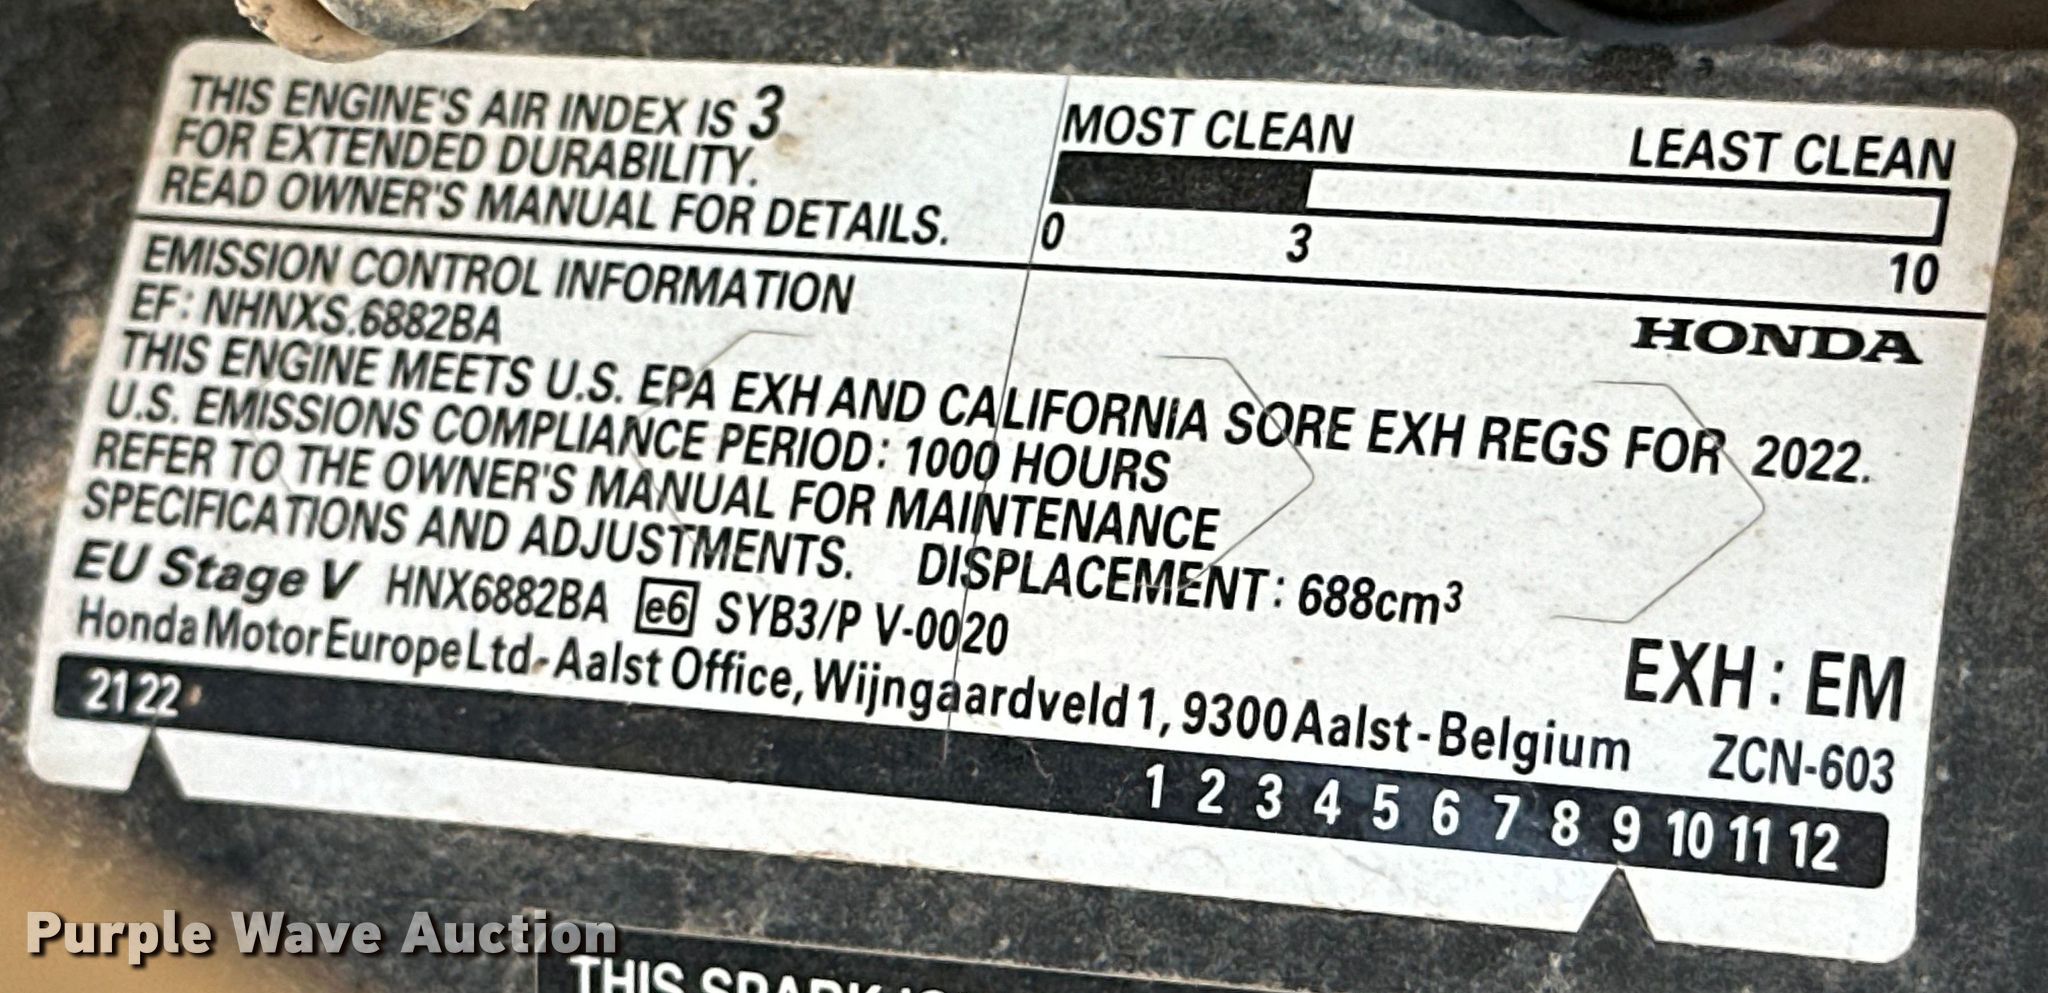 THIS ENGINE'S AIR INDEX IS 3
FOR EXTENDED DURABILITY.
READ OWNER'S MANUAL FOR DETAILS.
MOST CLEAN LEAST CLEAN
0 3 10
EMISSION CONTROL INFORMATION
HONDA
EF: NHNXS.6882BA
THIS ENGINE MEETS U.S. EPA EXH AND CALIFORNIA SORE EXH REGS FOR 2022.
U.S. EMISSIONS COMPLIANCE PERIOD: 1000 HOURS
REFER TO THE OWNER'S MANUAL FOR MAINTENANCE
SPECIFICATIONS AND ADJUSTMENTS. DISPLACEMENT: 688cm³
EU Stage V HNX6882BA e6 SYB3/P V-0020
EXH: EM
Honda Motor Europe Ltd-Aalst Office, Wijngaardveld 1, 9300 Aalst-Belgium ZCN-603
21 22 1 2 3 4 5 6 7 8 9 10 11 12
Purple Wave Auction
THIS SPARK